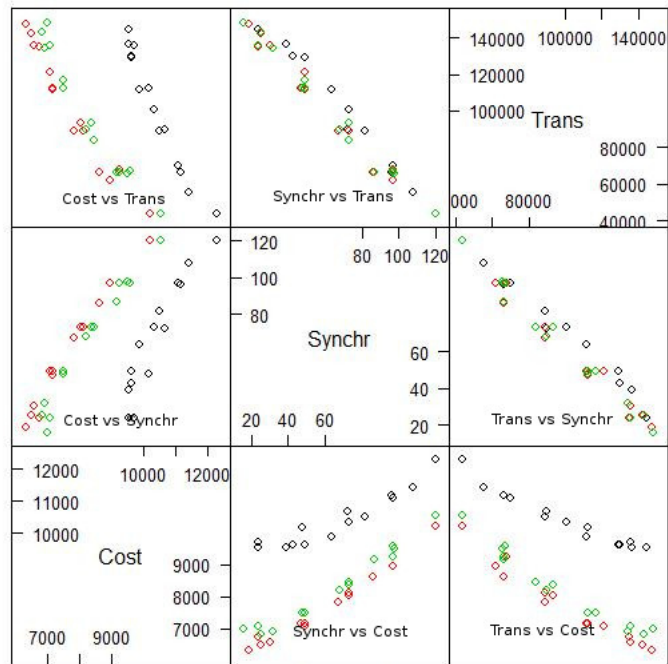 140000
120000
100000
Trans
80000
60000
40000
000 80000
100000 140000
Cost vs Trans
Synchr vs Trans
120
100
80
Synchr
80 100 120
60
40
20
20 40 60
Cost vs Synchr
Trans vs Synchr
12000
11000
10000
Cost
10000 12000
9000
8000
7000
7000 9000
Synchr vs Cost
Trans vs Cost